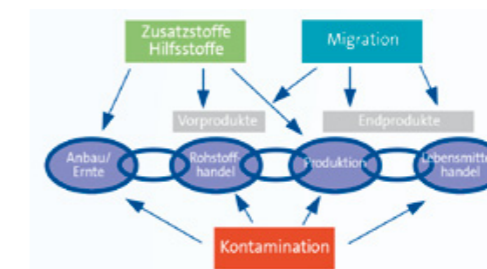 Zusatzstoffe
Hilfsstoffe
Migration
Vorprodukte
Endprodukte
Anbau/
Ernte
Rohstoff-
handel
Produktion
Lebensmittel
handel
Kontamination